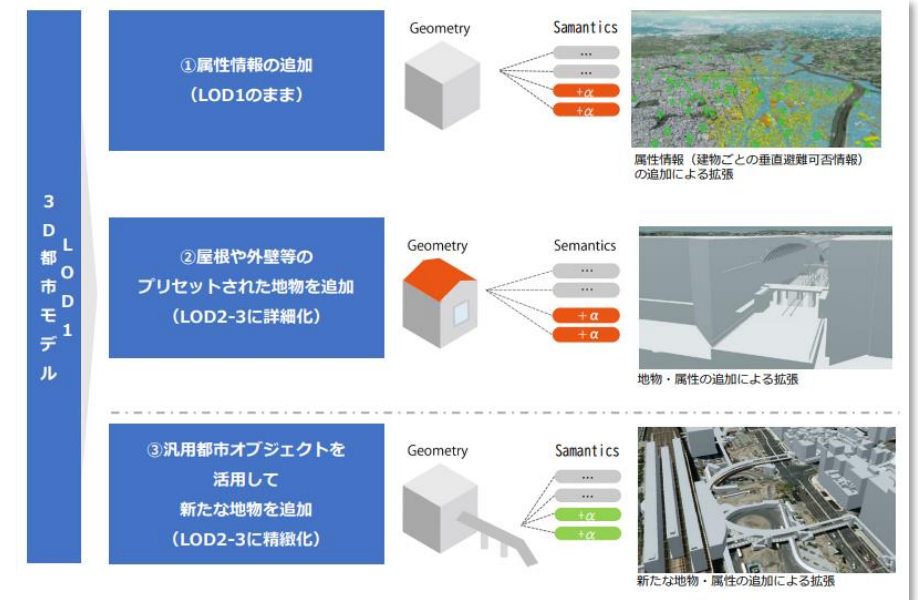 3D都市モデル
LOD1
①属性情報の追加
（LOD1のまま）
Geometry
Samantics
…
…
+α
+α
属性情報（建物ごとの垂直避難可否情報）
の追加による拡張
②屋根や外壁等の
プリセットされた地物を追加
（LOD2-3に詳細化）
Geometry
Semantics
…
…
+α
+α
地物・属性の追加による拡張
③汎用都市オブジェクトを
活用して
新たな地物を追加
（LOD2-3に精緻化）
Geometry
Samantics
…
…
+α
+α
新たな地物・属性の追加による拡張